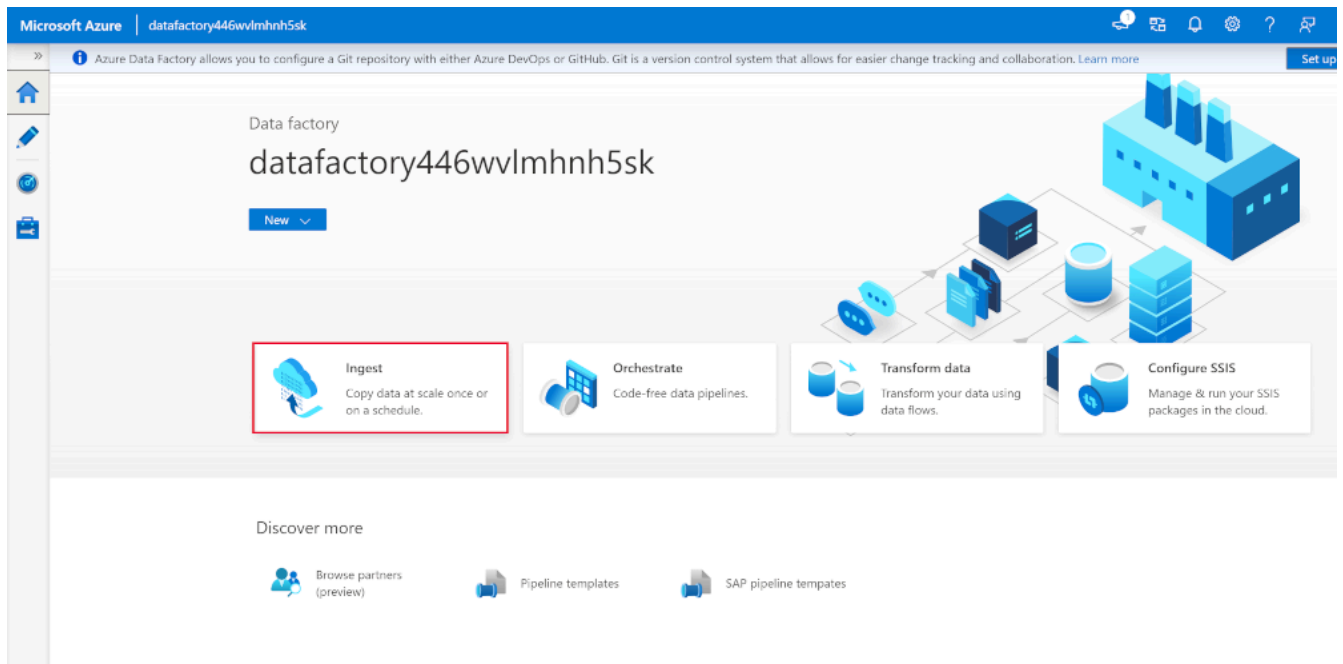 Microsoft Azure
datafactory446wvlmhnh5sk
1
Azure Data Factory allows you to configure a Git repository with either Azure DevOps or GitHub. Git is a version control system that allows for easier change tracking and collaboration. Learn more
Set up
Data factory
datafactory446wvlmhnh5sk
New
Ingest
Copy data at scale once or
on a schedule.
Orchestrate
Code-free data pipelines.
Transform data
Transform your data using
data flows.
Configure SSIS
Manage & run your SSIS
packages in the cloud.
Discover more
Browse partners
(preview)
Pipeline templates
SAP pipeline tempates